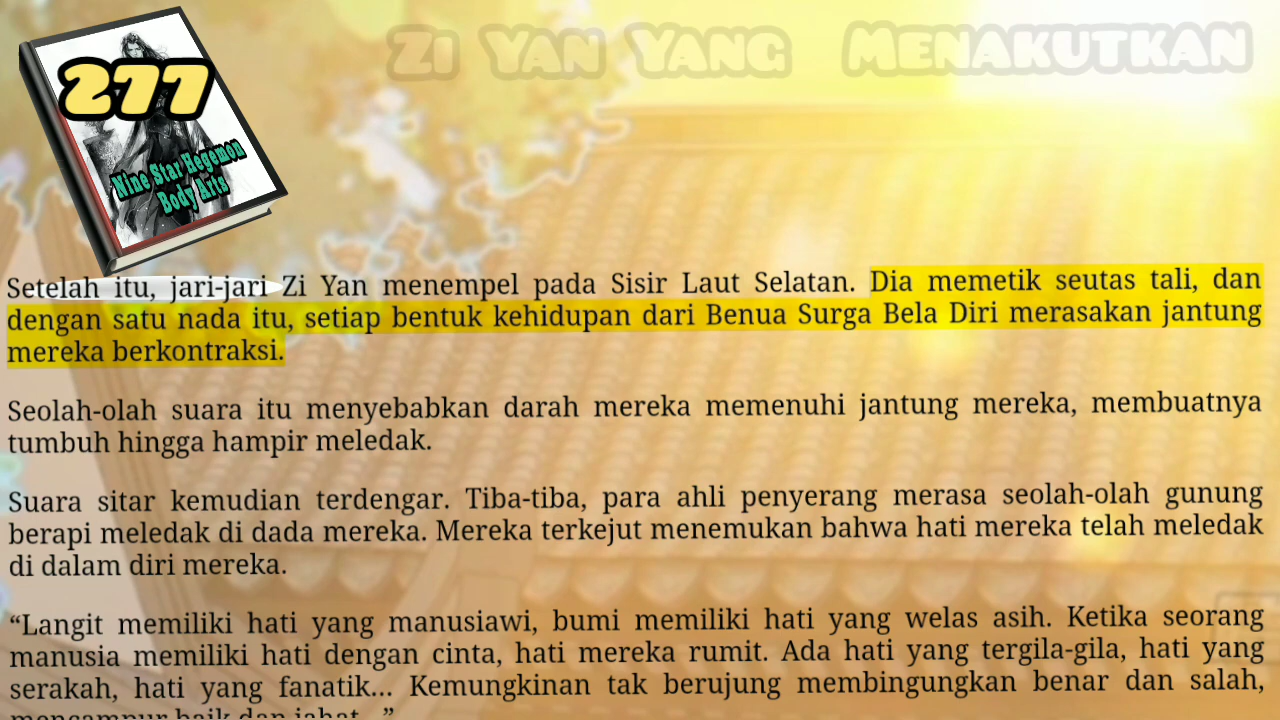 Zi Yan Yang Menakutkan
277
Nine Star Hegemon
Body Arts
Setelah itu, jari-jari Zi Yan menempel pada Sisir Laut Selatan. Dia memetik seutas tali, dan
dengan satu nada itu, setiap bentuk kehidupan dari Benua Surga Bela Diri merasakan jantung
mereka berkontraksi.
Seolah-olah suara itu menyebabkan darah mereka memenuhi jantung mereka, membuatnya
tumbuh hingga hampir meledak.
Suara sitar kemudian terdengar. Tiba-tiba, para ahli penyerang merasa seolah-olah gunung
berapi meledak di dada mereka. Mereka terkejut menemukan bahwa hati mereka telah meledak
di dalam diri mereka.
“Langit memiliki hati yang manusiawi, bumi memiliki hati yang welas asih. Ketika seorang
manusia memiliki hati dengan cinta, hati mereka rumit. Ada hati yang tergila-gila, hati yang
serakah, hati yang fanatik... Kemungkinan tak berujung membingungkan benar dan salah,
mencampur baik dan jahat...”